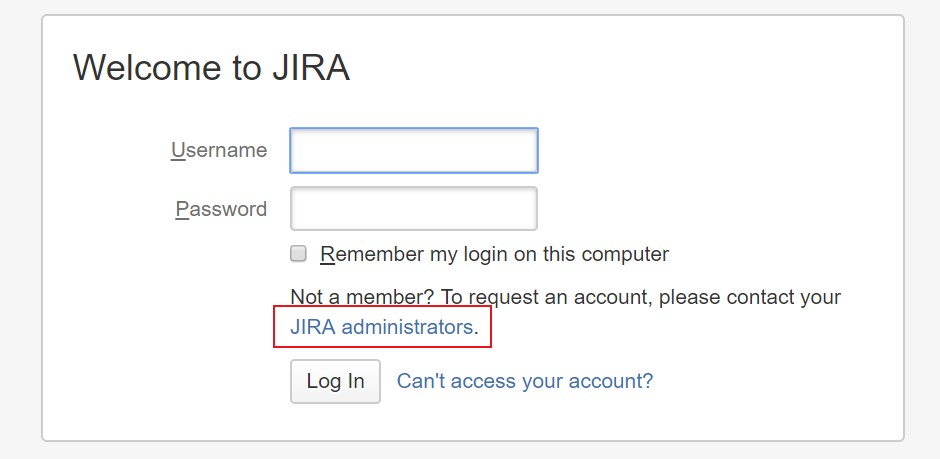 Welcome to JIRA
Username
Password
Remember my login on this computer
Not a member? To request an account, please contact your
JIRA administrators.
Log In Can't access your account?